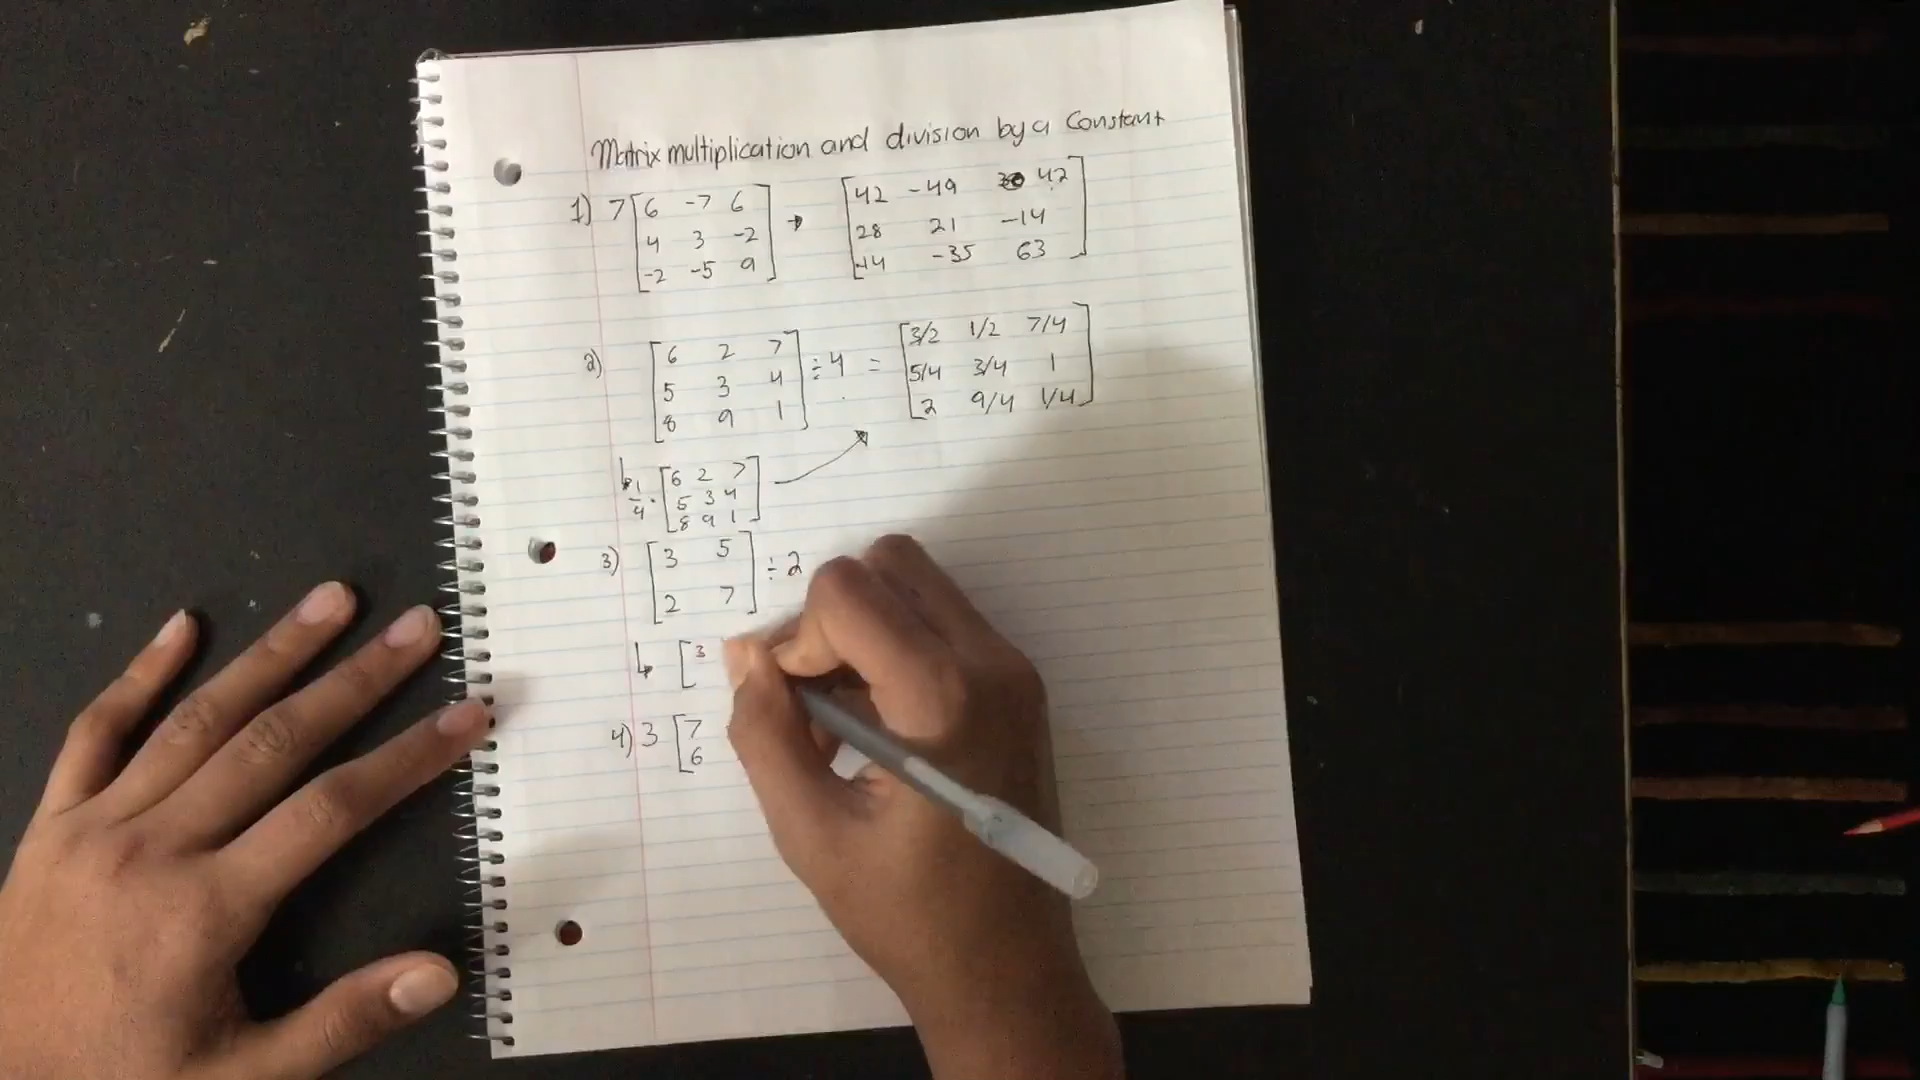 Matrix multiplication and division by a Constant
1) 7 [ 6 -7 6 → [ 42 -49 42
4 3 -2 28 21 -14
-2 -5 9 ] -14 -35 63 ]
2) [ 6 2 7 ÷ 4 = [ 3/2 1/2 7/4
5 3 4 5/4 3/4 1
8 9 1 ] 2 9/4 1/4 ]
1/4 · [ 6 2 7
5 3 4
8 9 1 ]
3) [ 3 5 ÷ 2
2 7 ]
[ 3
4) 3 [ 7
6